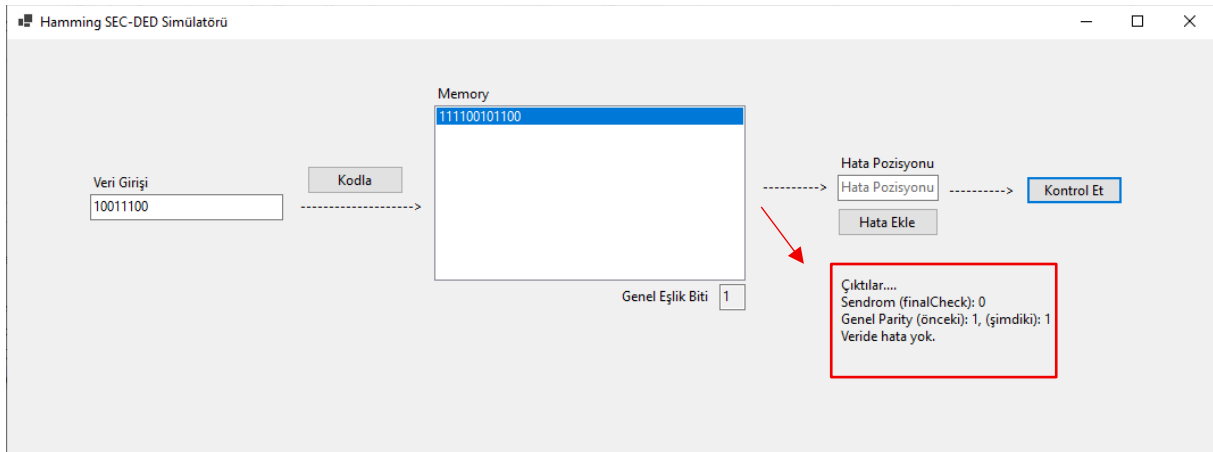 Hamming SEC-DED Simülatörü
Memory
111100101100
Veri Girişi
10011100
Kodla
------------------->
---------->
Hata Pozisyonu
Hata Pozisyonu
Hata Ekle
---------->
Kontrol Et
Genel Eşlik Biti 1
Çıktılar....
Sendrom (finalCheck): 0
Genel Parity (önceki): 1, (şimdiki): 1
Veride hata yok.